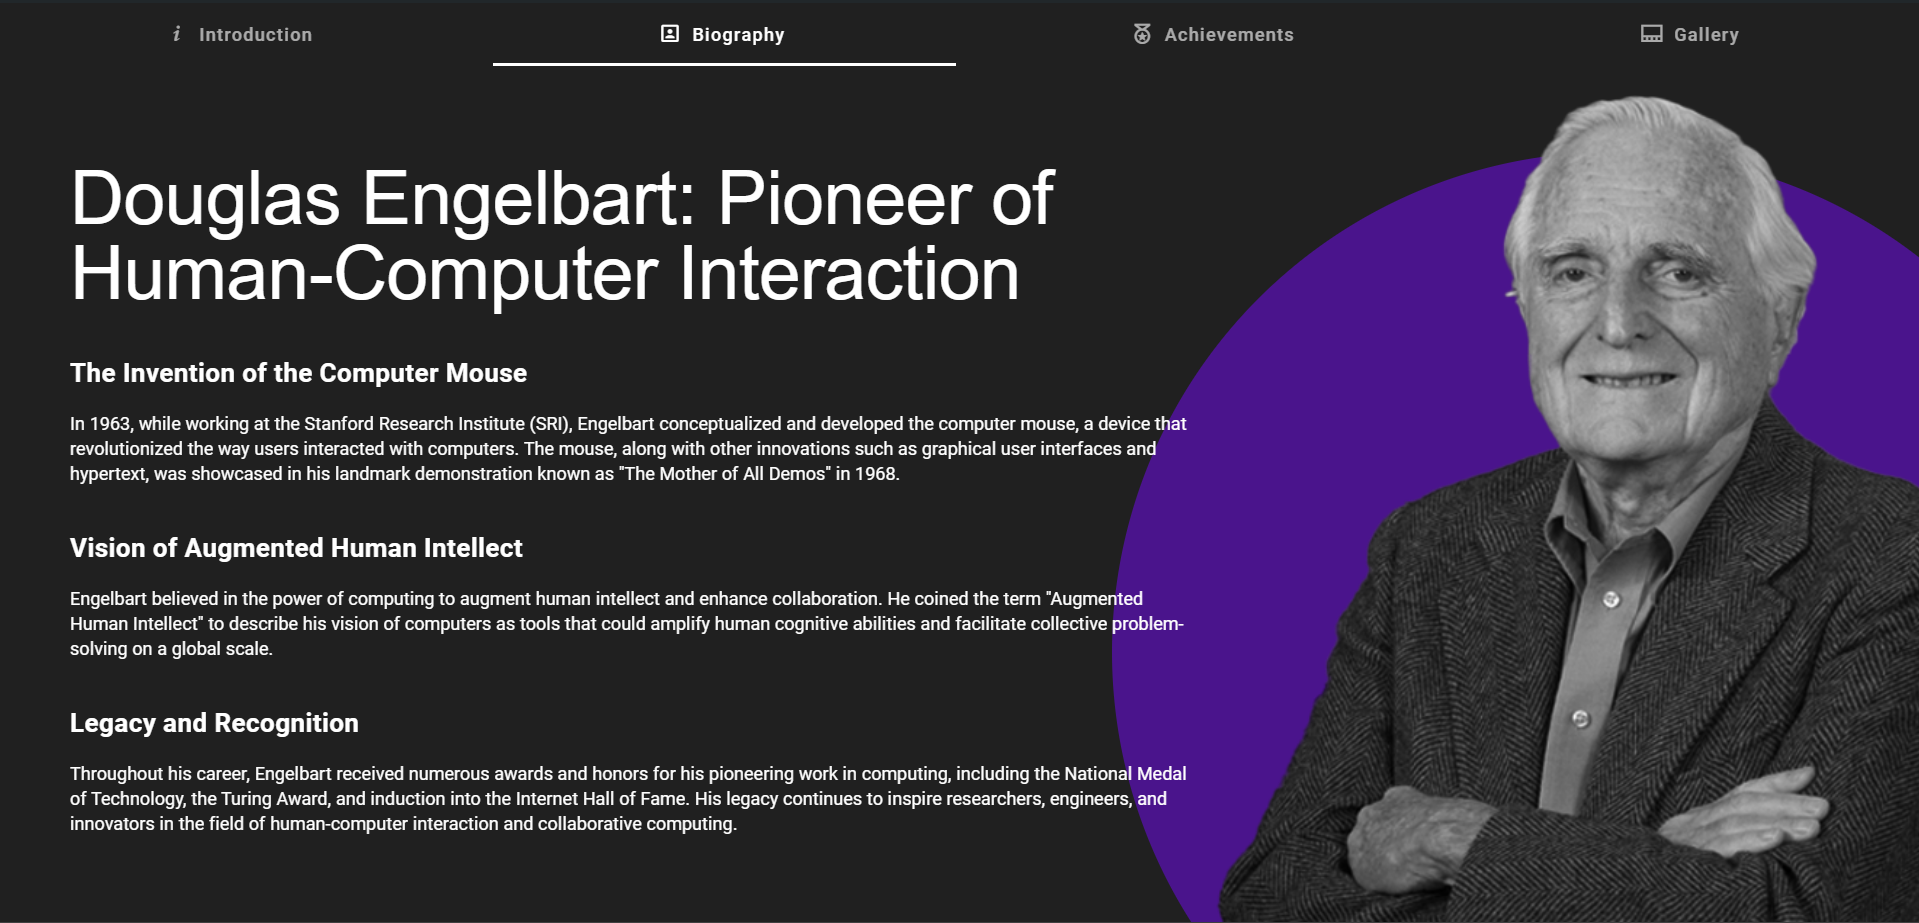 Introduction
Biography
Achievements
Gallery
Douglas Engelbart: Pioneer of
Human-Computer Interaction
The Invention of the Computer Mouse
In 1963, while working at the Stanford Research Institute (SRI), Engelbart conceptualized and developed the computer mouse, a device that
revolutionized the way users interacted with computers. The mouse, along with other innovations such as graphical user interfaces and
hypertext, was showcased in his landmark demonstration known as "The Mother of All Demos" in 1968.
Vision of Augmented Human Intellect
Engelbart believed in the power of computing to augment human intellect and enhance collaboration. He coined the term "Augmented
Human Intellect" to describe his vision of computers as tools that could amplify human cognitive abilities and facilitate collective problem-
solving on a global scale.
Legacy and Recognition
Throughout his career, Engelbart received numerous awards and honors for his pioneering work in computing, including the National Medal
of Technology, the Turing Award, and induction into the Internet Hall of Fame. His legacy continues to inspire researchers, engineers, and
innovators in the field of human-computer interaction and collaborative computing.